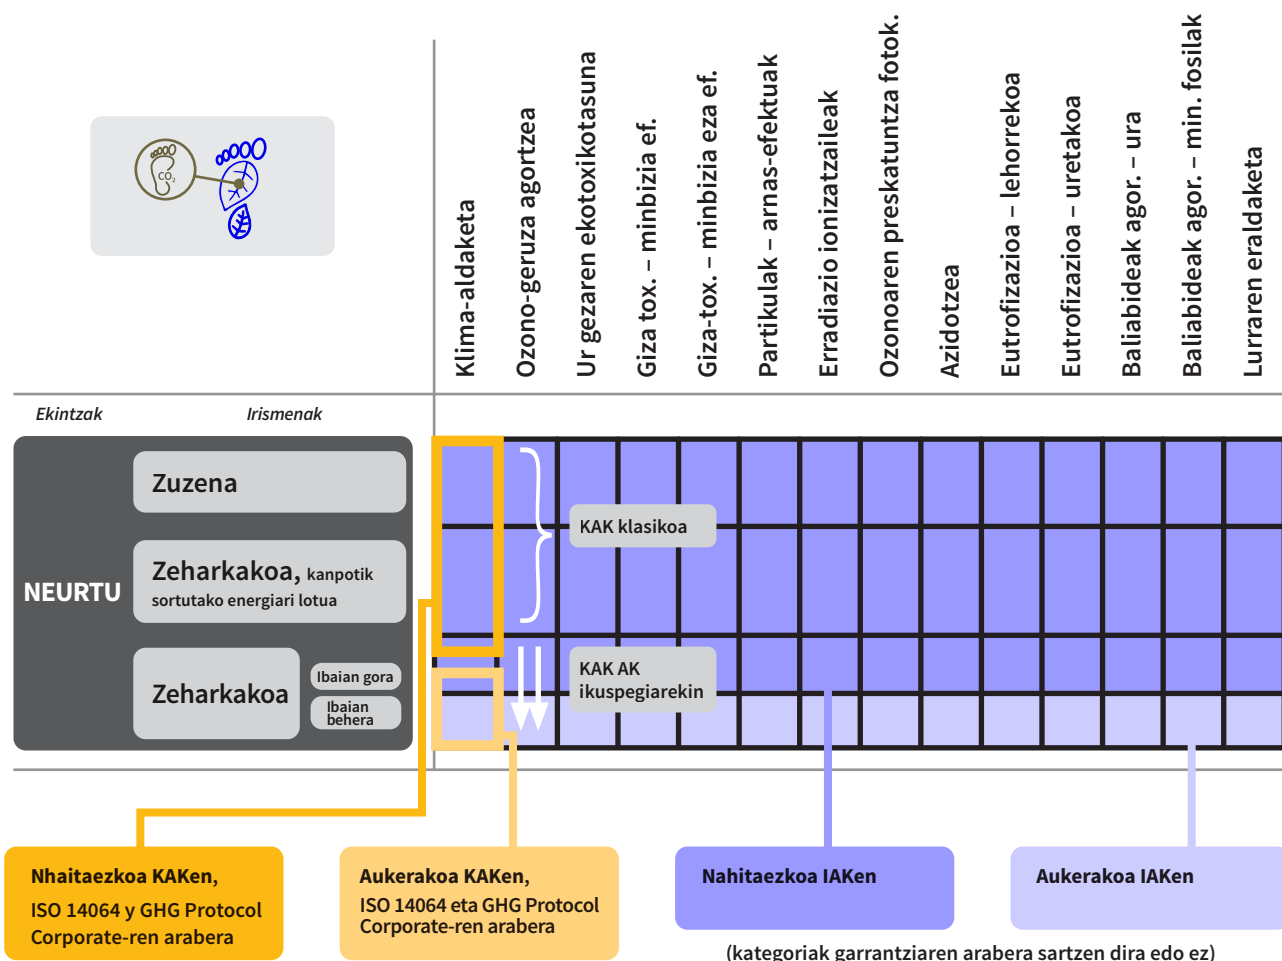 CO2
Klima-aldaketa
Ozono-geruza agortzea
Ur gezaren ekotoxikotasuna
Giza tox. – minbizia ef.
Giza-tox. – minbizia eza ef.
Partikulak – arnas-efektuak
Erradiazio ionizatzaileak
Ozonoaren preskatuntza fotok.
Azidotzea
Eutrofizazioa – lehorrekoa
Eutrofizazioa – uretakoa
Baliabideak agor. – ura
Baliabideak agor. – min. fosilak
Lurraren eraldaketa
Ekintzak
Irismenak
NEURTU
Zuzena
Zeharkakoa, kanpotik
sortutako energiari lotua
Zeharkakoa
Ibaian gora
Ibaian
behera
KAK klasikoa
KAK AK
ikuspegiarekin
Nhaitaezkoa KAKen,
ISO 14064 y GHG Protocol
Corporate-ren arabera
Aukerakoa KAKen,
ISO 14064 eta GHG Protocol
Corporate-ren arabera
Nahitaezkoa IAKen
Aukerakoa IAKen
(kategoriak garrantziaren arabera sartzen dira edo ez)